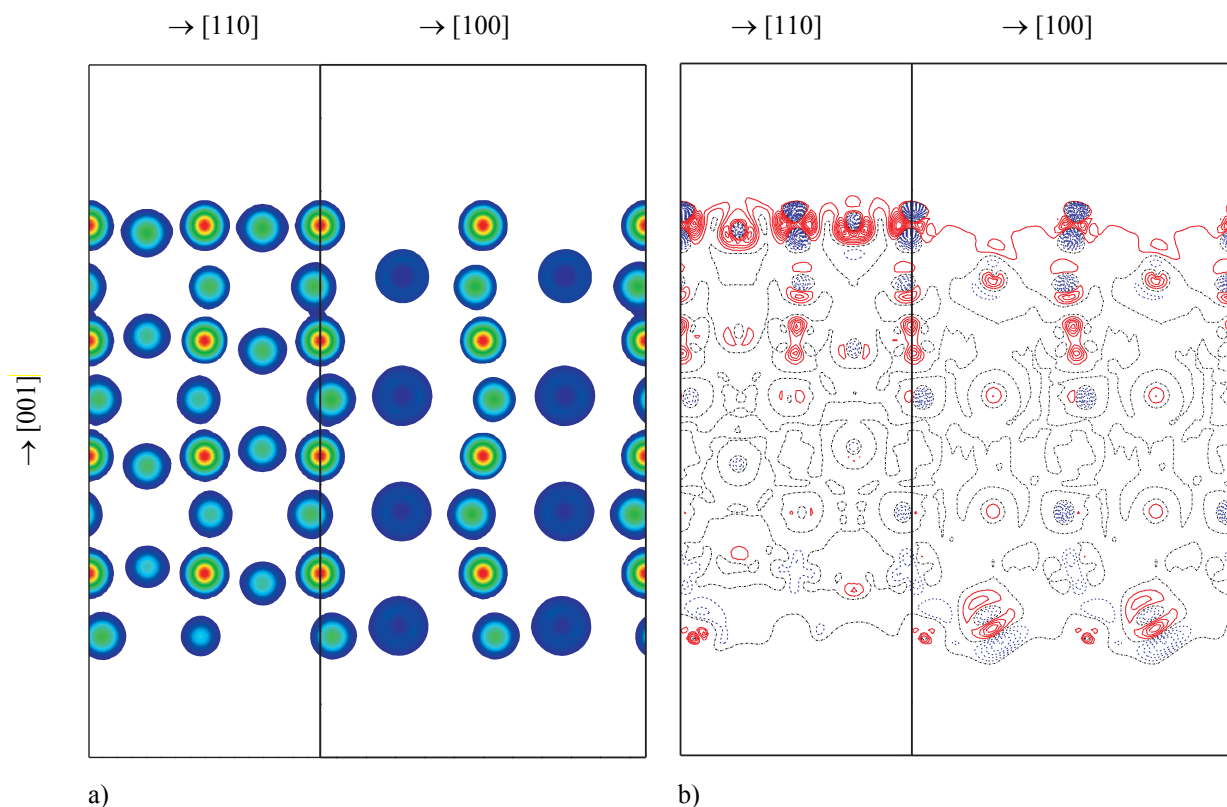 → [110] → [100] → [110] → [100]
→ [001]
a) b)